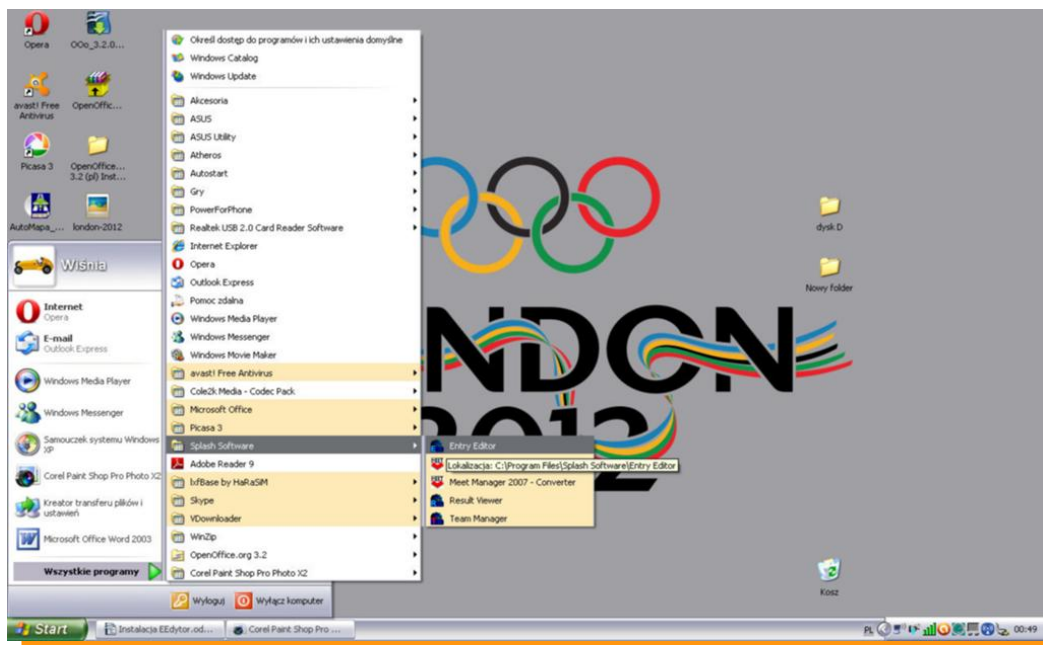 Opera
OOo_3.2.0...
avast! Free
Antivirus
OpenOffic...
Picasa 3
OpenOffice...
3.2 (pl) Inst...
AutoMapa_...
london-2012
Wiśnia
Internet
Opera
E-mail
Outlook Express
Windows Media Player
Windows Messenger
Samouczek systemu Windows
XP
Corel Paint Shop Pro Photo X2
Kreator transferu plików i
ustawień
Microsoft Office Word 2003
Wszystkie programy
Określ dostęp do programów i ich ustawienia domyślne
Windows Catalog
Windows Update
Akcesoria
ASUS
ASUS Utility
Atheros
Autostart
Gry
PowerForPhone
Realtek USB 2.0 Card Reader Software
Internet Explorer
Opera
Outlook Express
Pomoc zdalna
Windows Media Player
Windows Messenger
Windows Movie Maker
avast! Free Antivirus
Cole2k Media - Codec Pack
Microsoft Office
Picasa 3
Splash Software
Adobe Reader 9
lxfBase by HaRaSiM
Skype
VDownloader
WinZip
OpenOffice.org 3.2
Corel Paint Shop Pro Photo X2
Entry Editor
Lokalizacja: C:\Program Files\Splash Software\Entry Editor
Meet Manager 2007 - Converter
Result Viewer
Team Manager
NDON
2012
dysk D
Nowy folder
Kosz
Wyloguj
Wyłącz komputer
Start
Instalacja EEdytor.od...
Corel Paint Shop Pro ...
PL
00:49